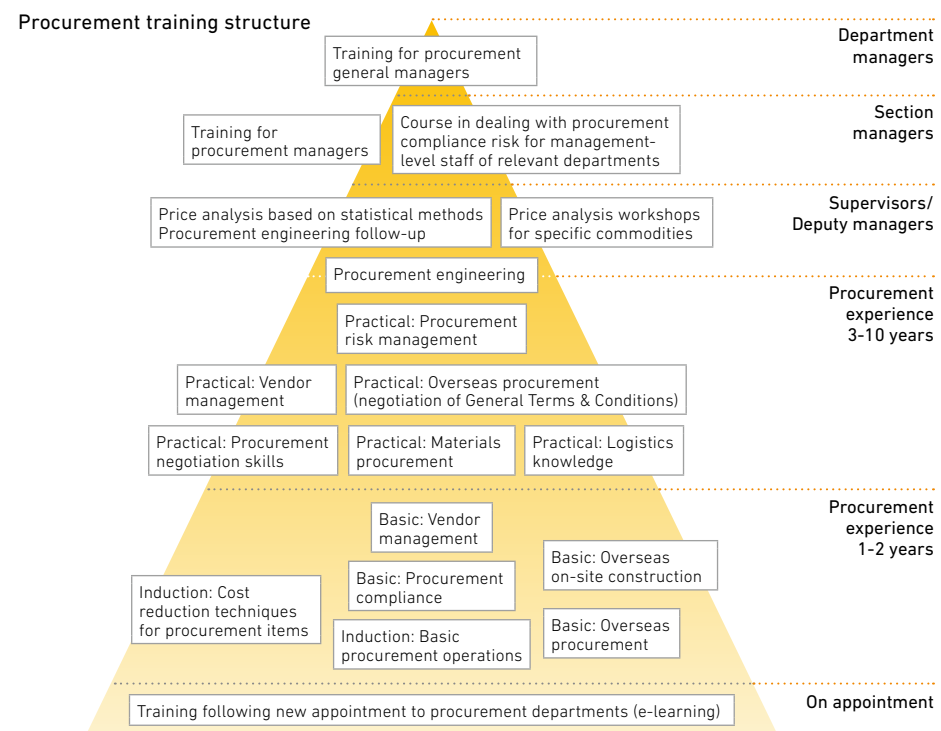 Procurement training structure
Department
managers
Training for procurement
general managers
Section
managers
Training for
procurement managers
Course in dealing with procurement
compliance risk for management-
level staff of relevant departments
Supervisors/
Deputy managers
Price analysis based on statistical methods
Procurement engineering follow-up
Price analysis workshops
for specific commodities
Procurement engineering
Procurement
experience
3-10 years
Practical: Procurement
risk management
Practical: Vendor
management
Practical: Overseas procurement
(negotiation of General Terms & Conditions)
Practical: Procurement
negotiation skills
Practical: Materials
procurement
Practical: Logistics
knowledge
Procurement
experience
1-2 years
Basic: Vendor
management
Basic: Overseas
on-site construction
Basic: Procurement
compliance
Induction: Cost
reduction techniques
for procurement items
Induction: Basic
procurement operations
Basic: Overseas
procurement
On appointment
Training following new appointment to procurement departments (e-learning)